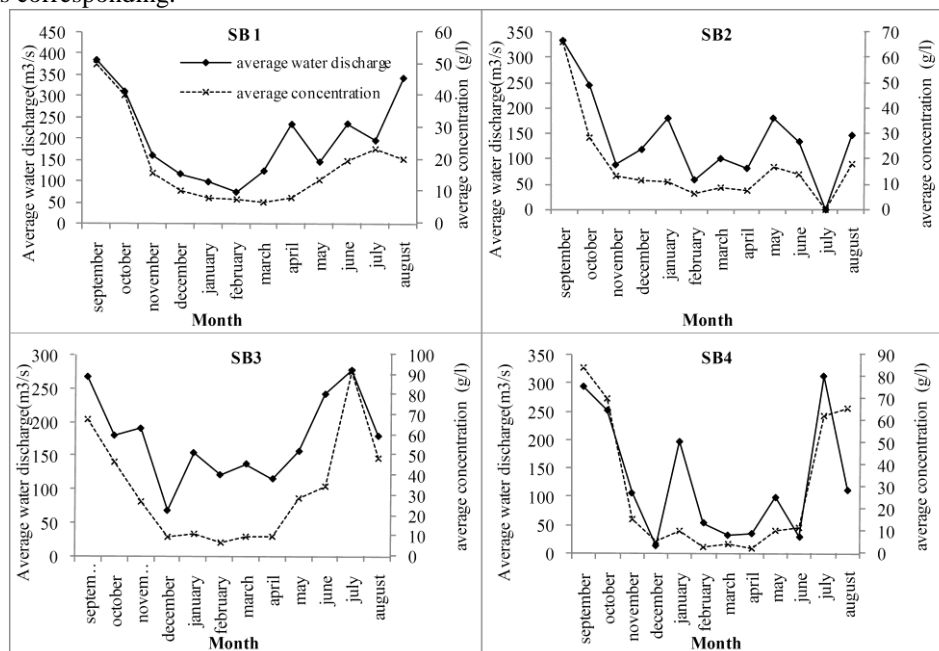 s corresponding.
SB 1
average water discharge
average concentration
Average water discharge(m3/s)
450
400
350
300
250
200
150
100
50
0
60
50
40
30
20
10
0
average concentration (g/l)
september
october
november
december
january
february
march
april
may
june
july
august
Month
SB2
Average water discharge(m3/s)
350
300
250
200
150
100
50
0
70
60
50
40
30
20
10
0
average concentration (g/l)
september
october
november
december
january
february
march
april
may
june
july
august
Month
SB3
Average water discharge(m3/s)
300
250
200
150
100
50
0
100
90
80
70
60
50
40
30
20
10
0
average concentration (g/l)
septem…
october
novem…
december
january
february
march
april
may
june
july
august
Month
SB4
Average water discharge(m3/s)
350
300
250
200
150
100
50
0
90
80
70
60
50
40
30
20
10
0
average concentration (g/l)
september
october
november
december
january
february
march
april
may
june
july
august
Month